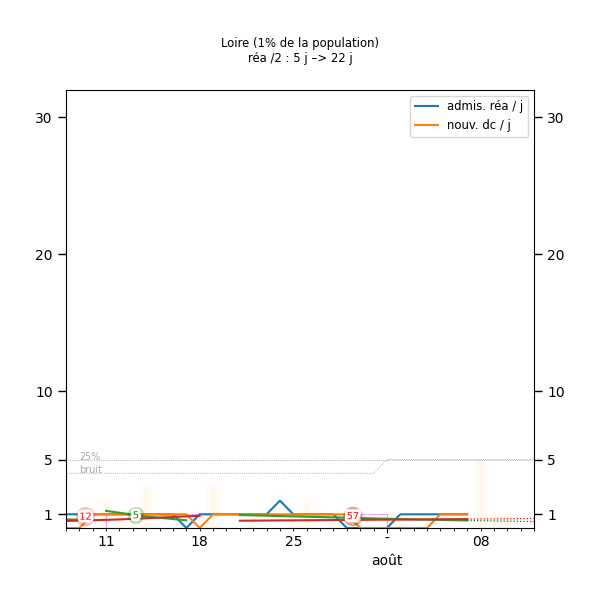 Loire (1% de la population)
réa /2 : 5 j –> 22 j
admis. réa / j
nouv. dc / j
30 30
20 20
10 10
5 5
25%
bruit
1 1
12 5 57
11 18 25 - 08
août